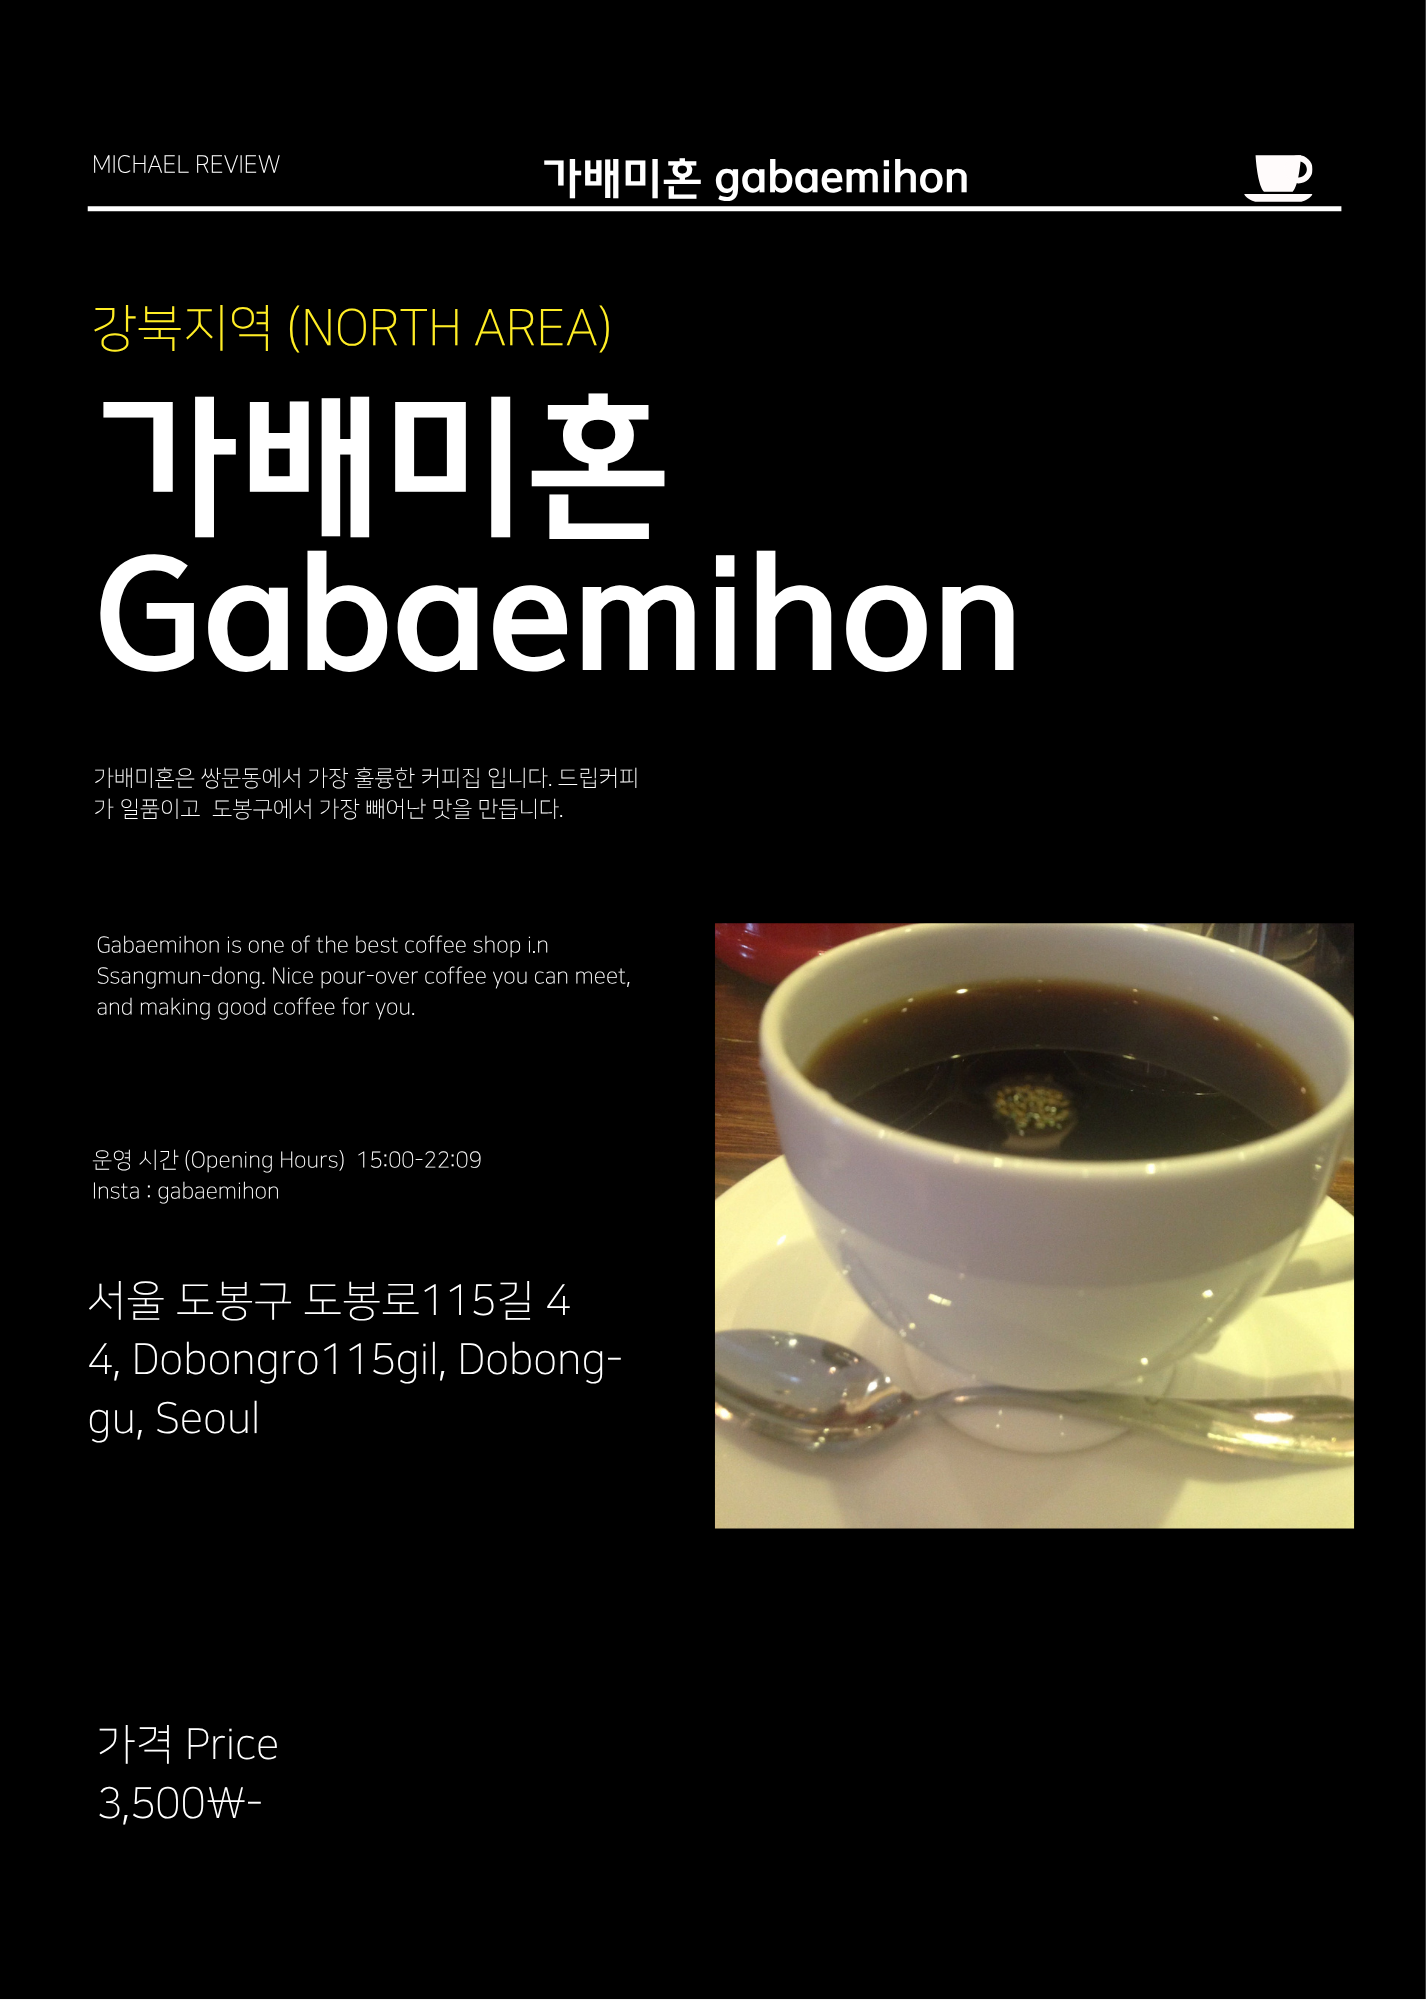 MICHAEL REVIEW
가배미혼 gabaemihon
강북지역 (NORTH AREA)
가배미혼
Gabaemihon
가배미혼은 쌍문동에서 가장 훌륭한 커피집 입니다. 드립커피
가 일품이고  도봉구에서 가장 빼어난 맛을 만듭니다.
Gabaemihon is one of the best coffee shop i.n
Ssangmun-dong. Nice pour-over coffee you can meet,
and making good coffee for you.
운영 시간 (Opening Hours)  15:00-22:09
Insta : gabaemihon
서울 도봉구 도봉로115길 4
4, Dobongro115gil, Dobong-
gu, Seoul
가격 Price
3,500₩-